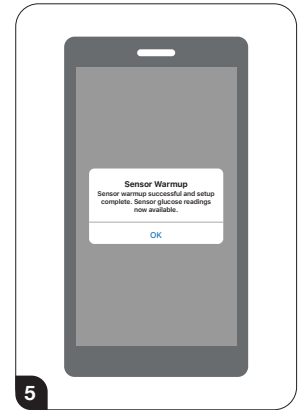 Sensor Warmup
Sensor warmup successful and setup
complete. Sensor glucose readings
now available.
OK
5